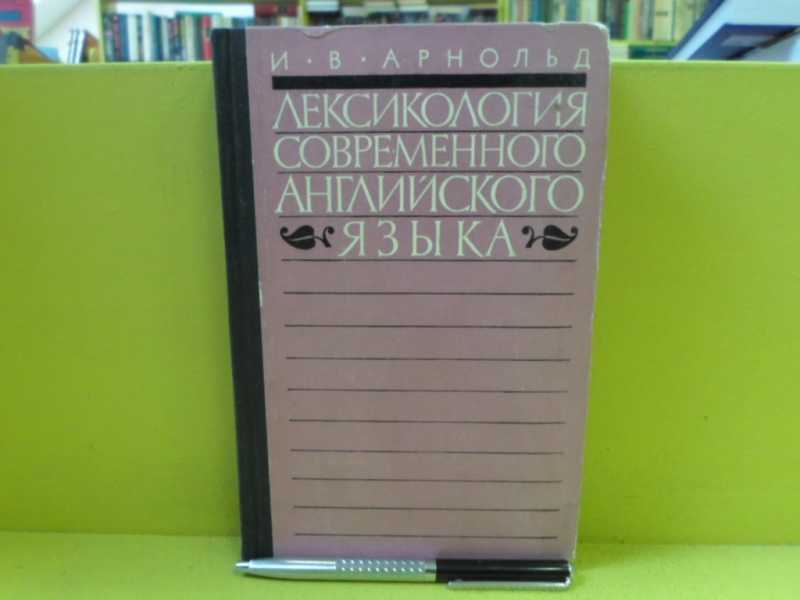 И · В · АРНОЛЬД
ЛЕКСИКОЛОГИЯ
СОВРЕМЕННОГО
АНГЛИЙСКОГО
ЯЗЫКА